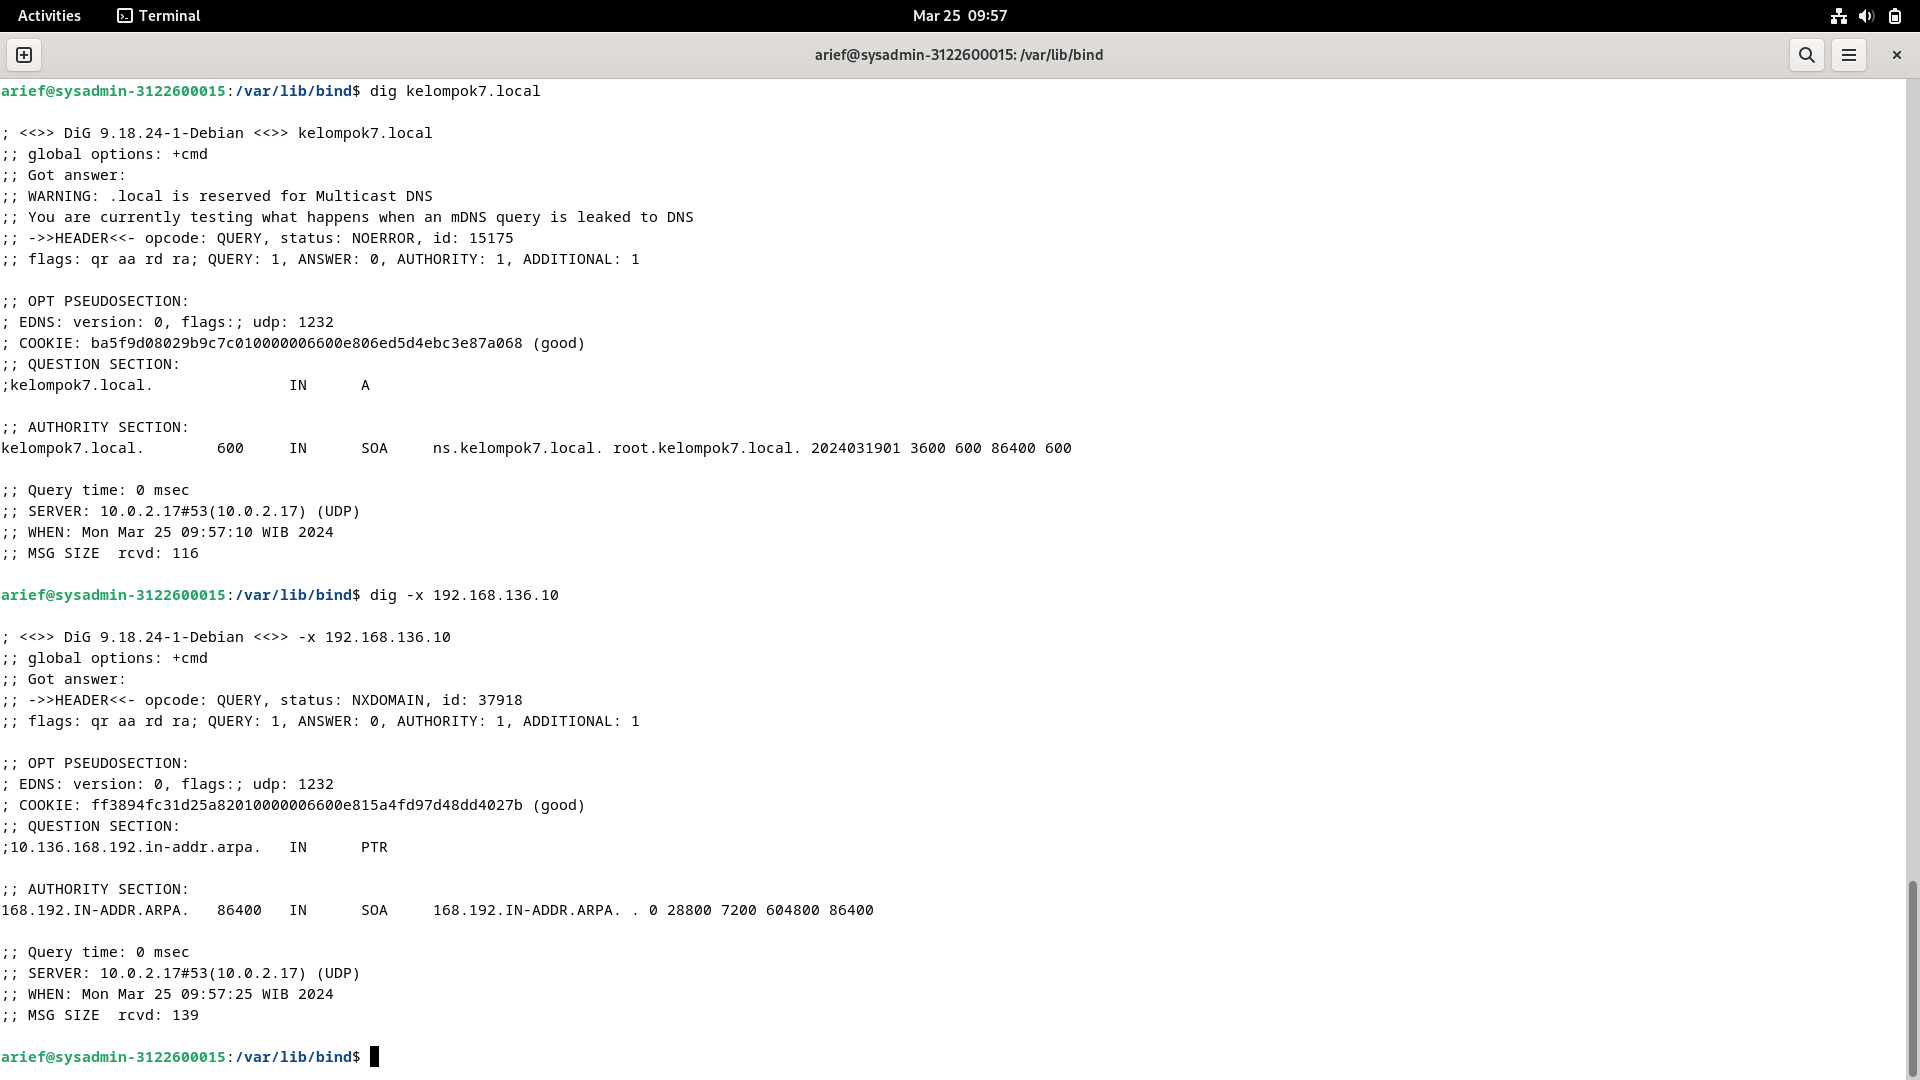 Activities Terminal Mar 25 09:57
arief@sysadmin-3122600015: /var/lib/bind
arief@sysadmin-3122600015:/var/lib/bind$ dig kelompok7.local

; <<>> DiG 9.18.24-1-Debian <<>> kelompok7.local
;; global options: +cmd
;; Got answer:
;; WARNING: .local is reserved for Multicast DNS
;; You are currently testing what happens when an mDNS query is leaked to DNS
;; ->>HEADER<<- opcode: QUERY, status: NOERROR, id: 15175
;; flags: qr aa rd ra; QUERY: 1, ANSWER: 0, AUTHORITY: 1, ADDITIONAL: 1

;; OPT PSEUDOSECTION:
; EDNS: version: 0, flags:; udp: 1232
; COOKIE: ba5f9d08029b9c7c010000006600e806ed5d4ebc3e87a068 (good)
;; QUESTION SECTION:
;kelompok7.local.               IN      A

;; AUTHORITY SECTION:
kelompok7.local.        600     IN      SOA     ns.kelompok7.local. root.kelompok7.local. 2024031901 3600 600 86400 600

;; Query time: 0 msec
;; SERVER: 10.0.2.17#53(10.0.2.17) (UDP)
;; WHEN: Mon Mar 25 09:57:10 WIB 2024
;; MSG SIZE  rcvd: 116

arief@sysadmin-3122600015:/var/lib/bind$ dig -x 192.168.136.10

; <<>> DiG 9.18.24-1-Debian <<>> -x 192.168.136.10
;; global options: +cmd
;; Got answer:
;; ->>HEADER<<- opcode: QUERY, status: NXDOMAIN, id: 37918
;; flags: qr aa rd ra; QUERY: 1, ANSWER: 0, AUTHORITY: 1, ADDITIONAL: 1

;; OPT PSEUDOSECTION:
; EDNS: version: 0, flags:; udp: 1232
; COOKIE: ff3894fc31d25a82010000006600e815a4fd97d48dd4027b (good)
;; QUESTION SECTION:
;10.136.168.192.in-addr.arpa.   IN      PTR

;; AUTHORITY SECTION:
168.192.IN-ADDR.ARPA.   86400   IN      SOA     168.192.IN-ADDR.ARPA. . 0 28800 7200 604800 86400

;; Query time: 0 msec
;; SERVER: 10.0.2.17#53(10.0.2.17) (UDP)
;; WHEN: Mon Mar 25 09:57:25 WIB 2024
;; MSG SIZE  rcvd: 139

arief@sysadmin-3122600015:/var/lib/bind$